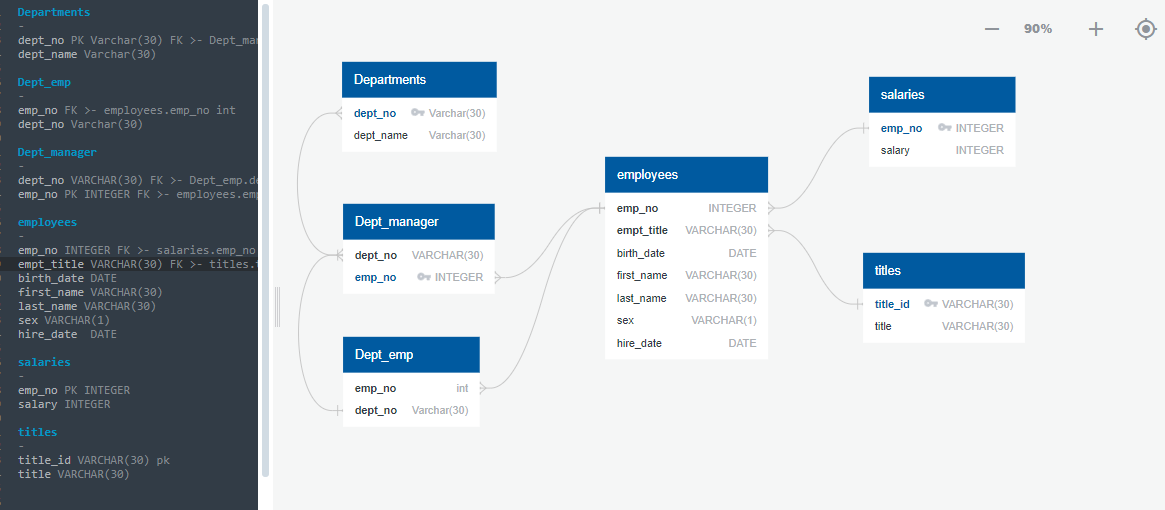 Departments
-
dept_no PK Varchar(30) FK >- Dept_mar
dept_name Varchar(30)
Dept_emp
-
emp_no FK >- employees.emp_no int
dept_no Varchar(30)
Dept_manager
-
dept_no VARCHAR(30) FK >- Dept_emp.de
emp_no PK INTEGER FK >- employees.emp
employees
-
emp_no INTEGER FK >- salaries.emp_no
empt_title VARCHAR(30) FK >- titles.t
birth_date DATE
first_name VARCHAR(30)
last_name VARCHAR(30)
sex VARCHAR(1)
hire_date  DATE
salaries
-
emp_no PK INTEGER
salary INTEGER
titles
-
title_id VARCHAR(30) pk
title VARCHAR(30)
90%
Departments
dept_no Varchar(30)
dept_name Varchar(30)
Dept_manager
dept_no VARCHAR(30)
emp_no INTEGER
Dept_emp
emp_no int
dept_no Varchar(30)
employees
emp_no INTEGER
empt_title VARCHAR(30)
birth_date DATE
first_name VARCHAR(30)
last_name VARCHAR(30)
sex VARCHAR(1)
hire_date DATE
salaries
emp_no INTEGER
salary INTEGER
titles
title_id VARCHAR(30)
title VARCHAR(30)